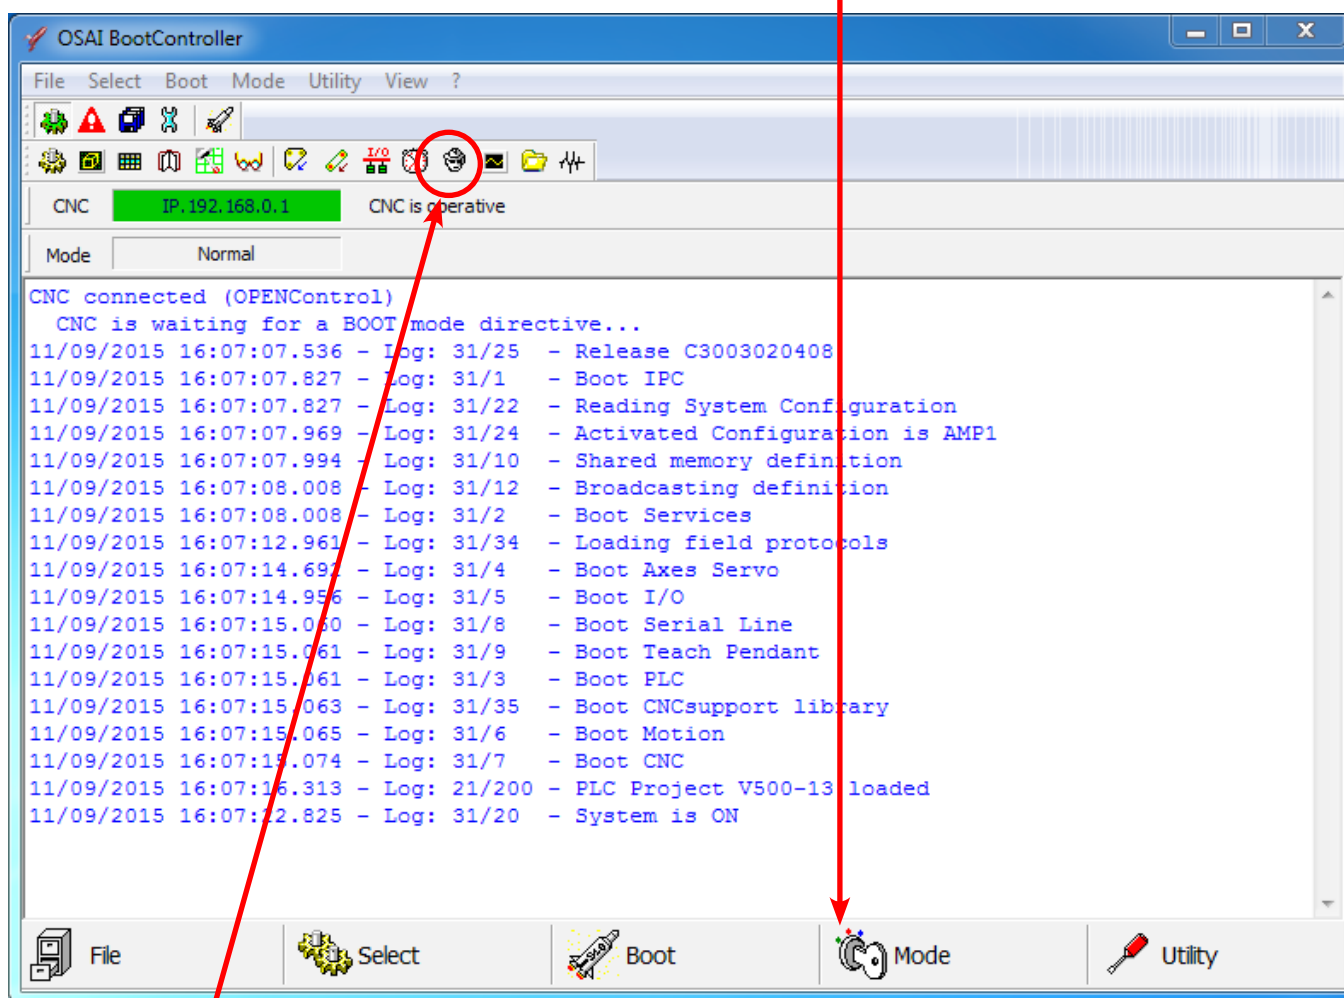 OSAI BootController
File Select Boot Mode Utility View ?
I/O
CNC IP.192.168.0.1 CNC is operative
Mode Normal
CNC connected (OPENControl)
CNC is waiting for a BOOT mode directive...
11/09/2015 16:07:07.536 - Log: 31/25 - Release C3003020408
11/09/2015 16:07:07.827 - Log: 31/1 - Boot IPC
11/09/2015 16:07:07.827 - Log: 31/22 - Reading System Configuration
11/09/2015 16:07:07.969 - Log: 31/24 - Activated Configuration is AMP1
11/09/2015 16:07:07.994 - Log: 31/10 - Shared memory definition
11/09/2015 16:07:08.008 - Log: 31/12 - Broadcasting definition
11/09/2015 16:07:08.008 - Log: 31/2 - Boot Services
11/09/2015 16:07:12.961 - Log: 31/34 - Loading field protocols
11/09/2015 16:07:14.692 - Log: 31/4 - Boot Axes Servo
11/09/2015 16:07:14.956 - Log: 31/5 - Boot I/O
11/09/2015 16:07:15.060 - Log: 31/8 - Boot Serial Line
11/09/2015 16:07:15.061 - Log: 31/9 - Boot Teach Pendant
11/09/2015 16:07:15.061 - Log: 31/3 - Boot PLC
11/09/2015 16:07:15.063 - Log: 31/35 - Boot CNCsupport library
11/09/2015 16:07:15.065 - Log: 31/6 - Boot Motion
11/09/2015 16:07:15.074 - Log: 31/7 - Boot CNC
11/09/2015 16:07:16.313 - Log: 21/200 - PLC Project V500-13 loaded
11/09/2015 16:07:22.825 - Log: 31/20 - System is ON
File Select Boot Mode Utility